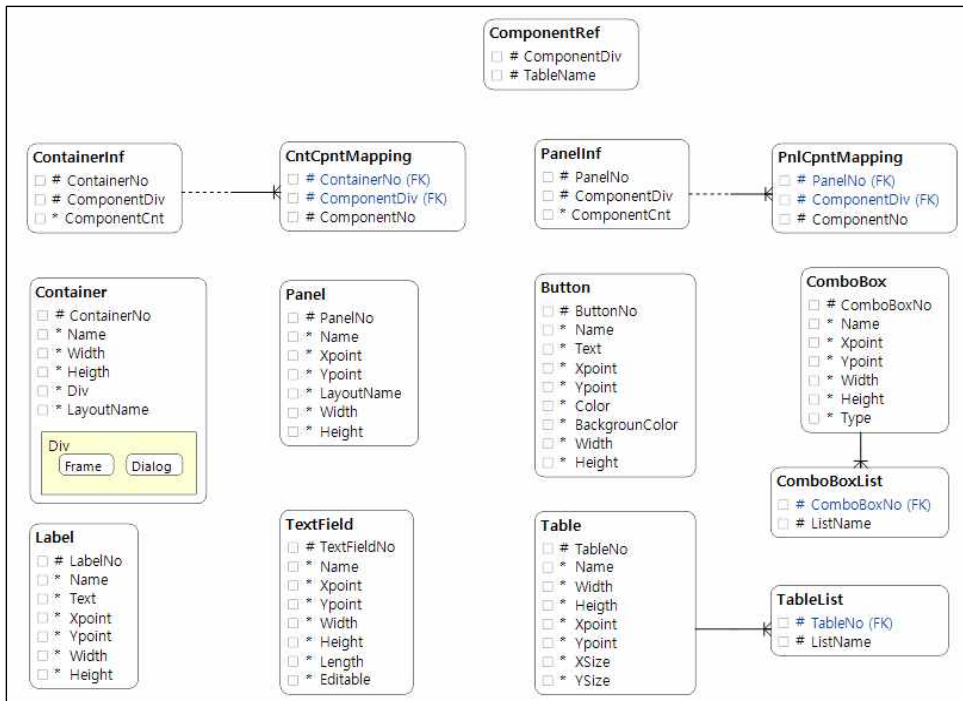 ComponentRef
# ComponentDiv
# TableName
ContainerInf
# ContainerNo
# ComponentDiv
* ComponentCnt
CntCpntMapping
# ContainerNo (FK)
# ComponentDiv (FK)
# ComponentNo
PanelInf
# PanelNo
# ComponentDiv
* ComponentCnt
PnlCpntMapping
# PanelNo (FK)
# ComponentDiv (FK)
# ComponentNo
Container
# ContainerNo
* Name
* Width
* Heigth
* Div
* LayoutName
Div
Frame
Dialog
Panel
# PanelNo
* Name
* Xpoint
* Ypoint
* LayoutName
* Width
* Height
Button
# ButtonNo
* Name
* Text
* Xpoint
* Ypoint
* Color
* BackgrounColor
* Width
* Height
ComboBox
# ComboBoxNo
* Name
* Xpoint
* Ypoint
* Width
* Height
* Type
ComboBoxList
# ComboBoxNo (FK)
# ListName
Label
# LabelNo
* Name
* Text
* Xpoint
* Ypoint
* Width
* Height
TextField
# TextFieldNo
* Name
* Xpoint
* Ypoint
* Width
* Height
* Length
* Editable
Table
# TableNo
* Name
* Width
* Heigth
* Xpoint
* Ypoint
* XSize
* YSize
TableList
# TableNo (FK)
# ListName